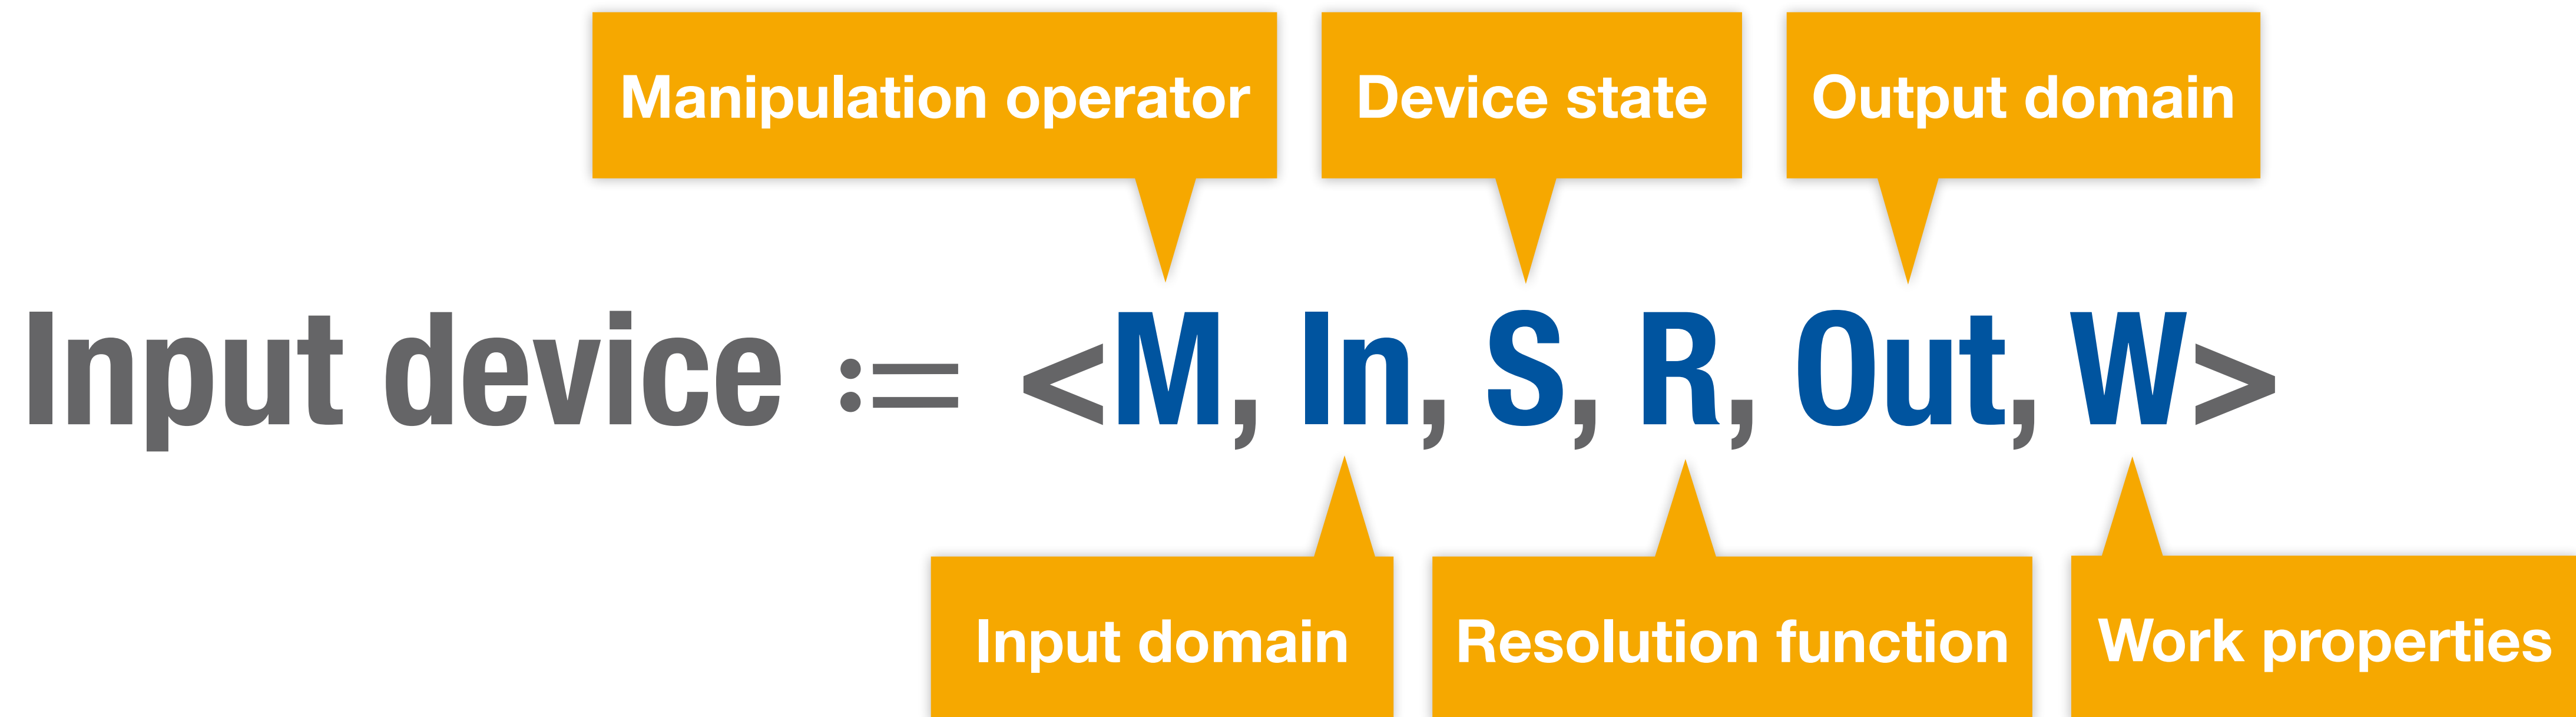 Manipulation operator
Device state
Output domain
Input device := <M, In, S, R, Out, W>
Input domain
Resolution function
Work properties